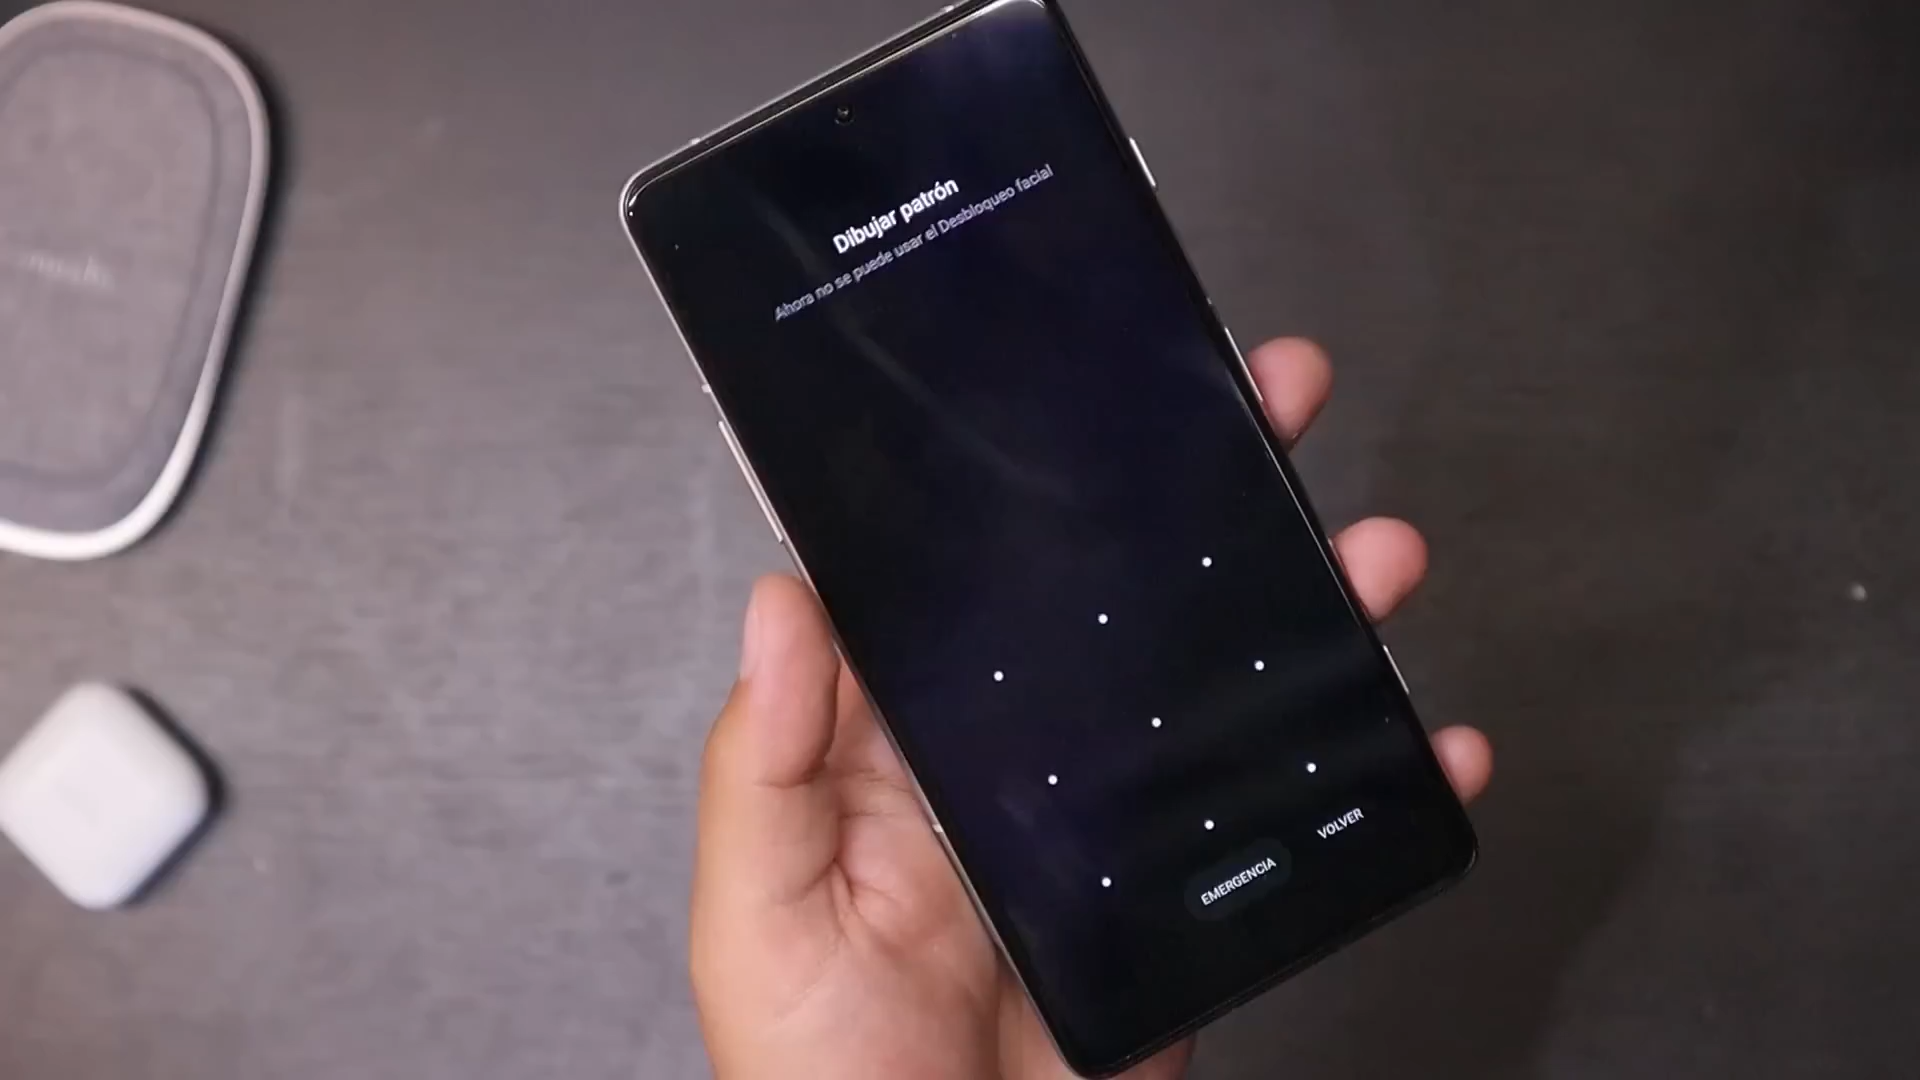 Dibujar patrón
Ahora no se puede usar el Desbloqueo facial
VOLVER
EMERGENCIA